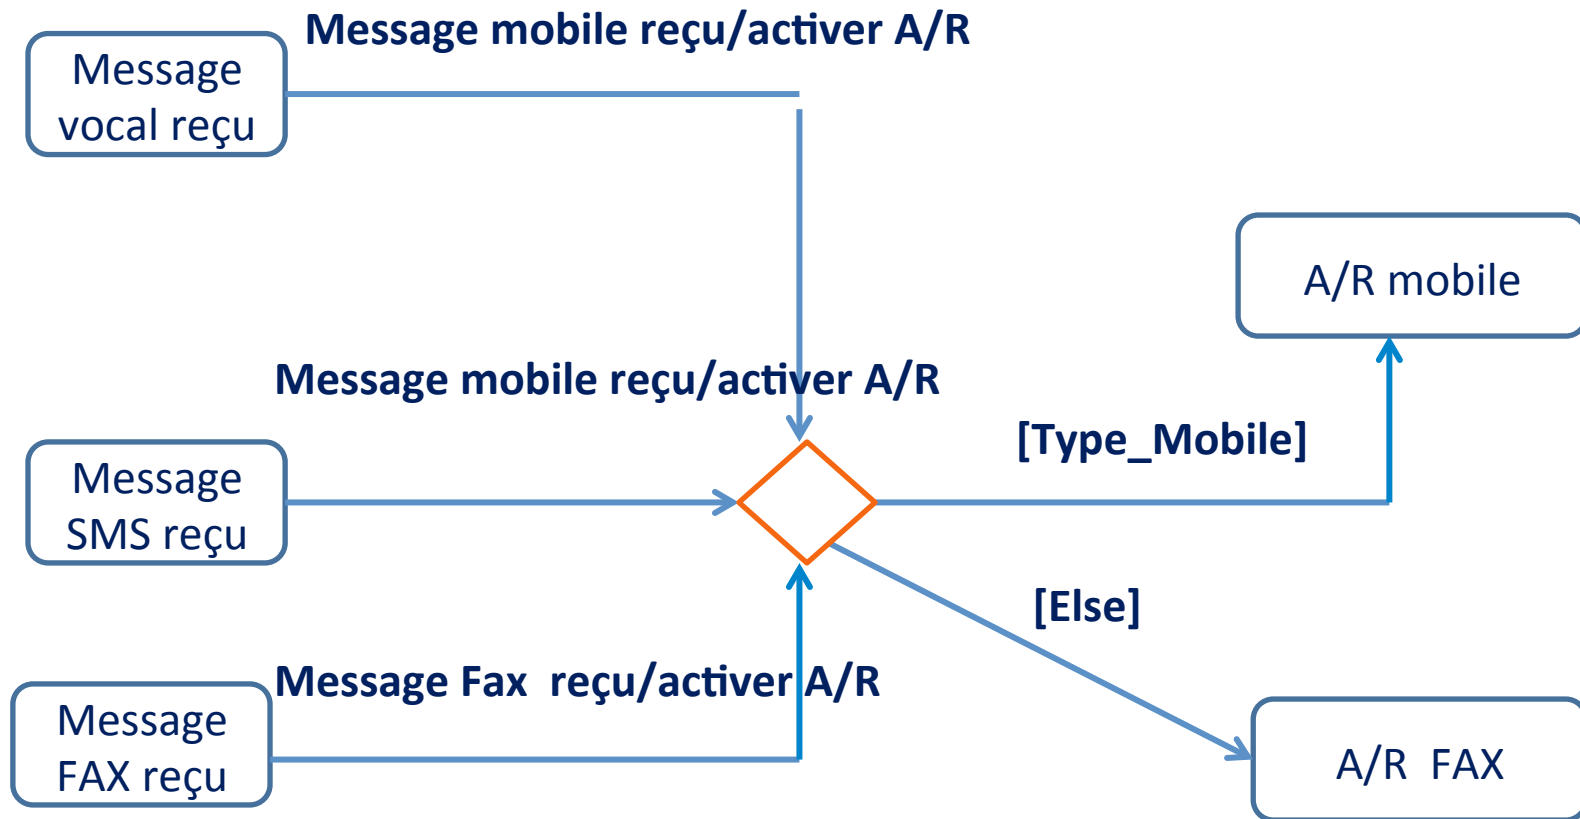 Message mobile reçu/activer A/R
Message
vocal reçu
A/R mobile
Message mobile reçu/activer A/R
[Type_Mobile]
Message
SMS reçu
[Else]
Message Fax  reçu/activer A/R
Message
FAX reçu
A/R  FAX